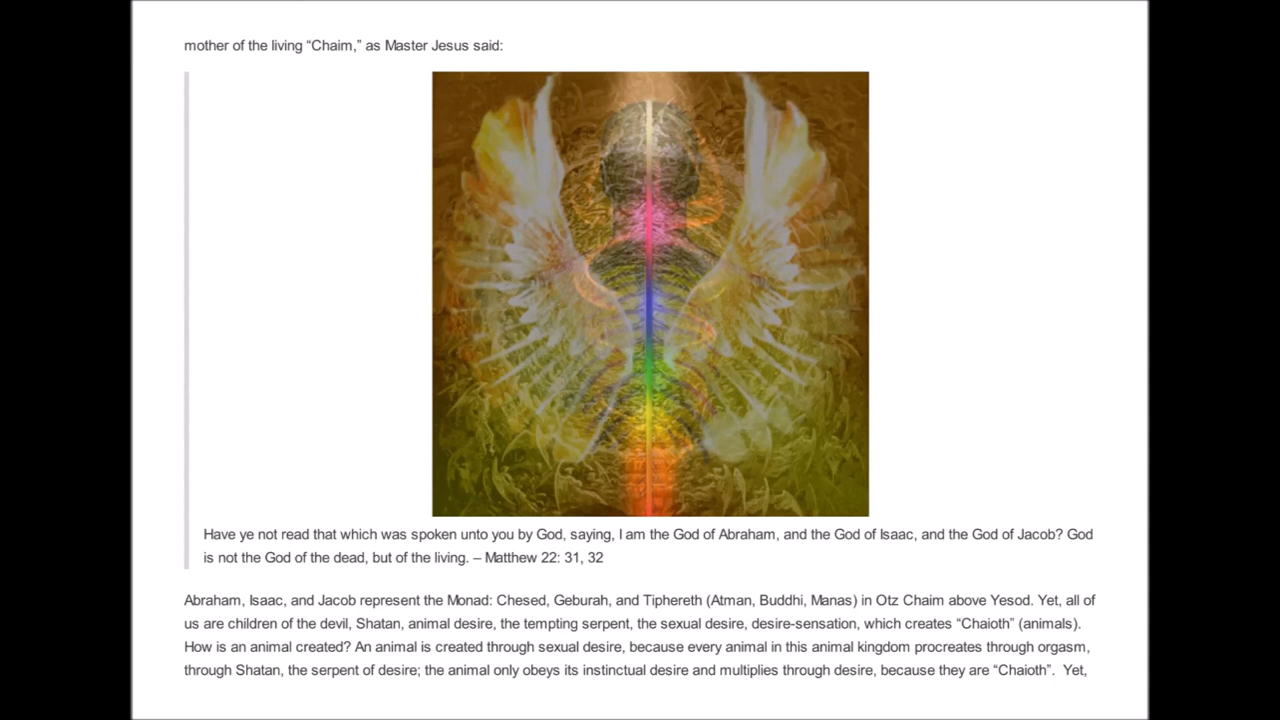 mother of the living “Chaim,” as Master Jesus said:
Have ye not read that which was spoken unto you by God, saying, I am the God of Abraham, and the God of Isaac, and the God of Jacob? God
is not the God of the dead, but of the living. – Matthew 22: 31, 32
Abraham, Isaac, and Jacob represent the Monad: Chesed, Geburah, and Tiphereth (Atman, Buddhi, Manas) in Otz Chaim above Yesod. Yet, all of
us are children of the devil, Shatan, animal desire, the tempting serpent, the sexual desire, desire-sensation, which creates “Chaioth” (animals).
How is an animal created? An animal is created through sexual desire, because every animal in this animal kingdom procreates through orgasm,
through Shatan, the serpent of desire; the animal only obeys its instinctual desire and multiplies through desire, because they are “Chaioth”.  Yet,